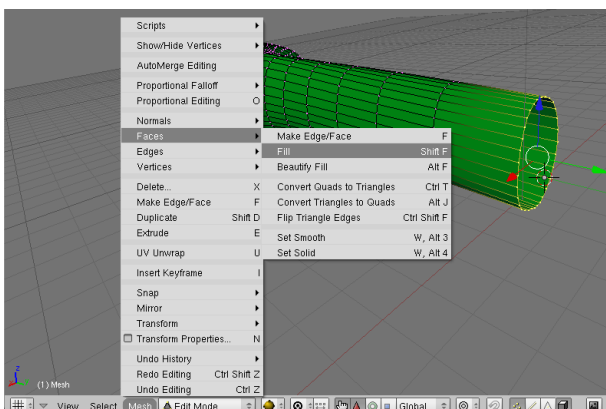 Scripts
Show/Hide Vertices
AutoMerge Editing
Proportional Falloff
Proportional Editing O
Normals
Faces
Edges
Vertices
Delete... X
Make Edge/Face F
Duplicate Shift D
Extrude E
UV Unwrap U
Insert Keyframe I
Snap
Mirror
Transform
Transform Properties... N
Undo History
Redo Editing Ctrl Shift Z
Undo Editing Ctrl Z
Make Edge/Face F
Fill Shift F
Beautify Fill Alt F
Convert Quads to Triangles Ctrl T
Convert Triangles to Quads Alt J
Flip Triangle Edges Ctrl Shift F
Set Smooth W, Alt 3
Set Solid W, Alt 4
z
(1) Mesh
View Select Mesh Edit Mode Global